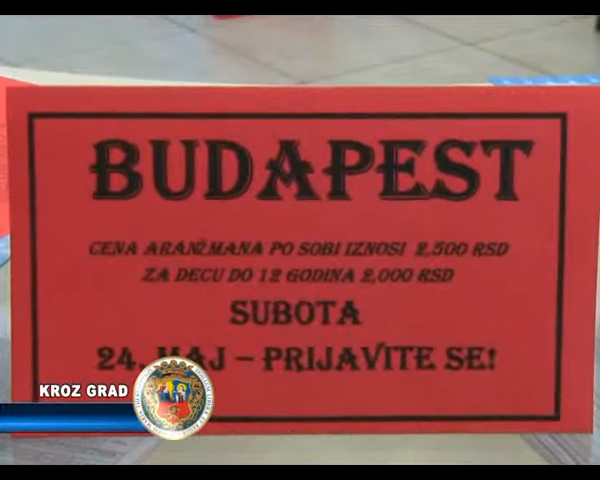 BUDAPEST
CENA ARANŽMANA PO SOBI IZNOSI 2,500 RSD
ZA DECU DO 12 GODINA 2,000 RSD
SUBOTA
24. MAJ – PRIJAVITE SE!
KROZ GRAD